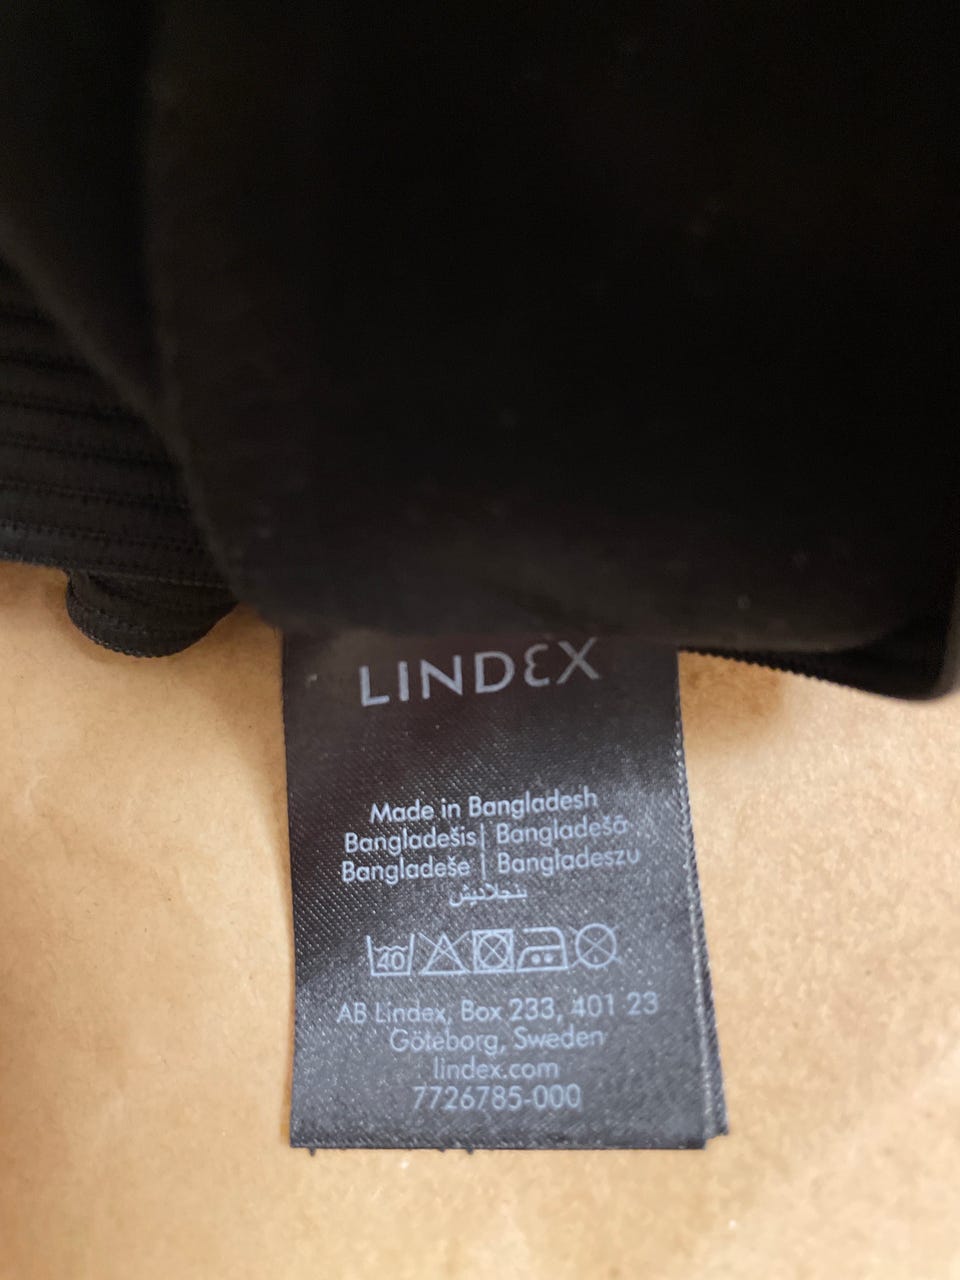 LINDEX
Made in Bangladesh
Bangladešis | Bangladešā
Bangladeše | Bangladeszu
بنجلاديش
40
AB Lindex, Box 233, 401 23
Göteborg, Sweden
lindex.com
7726785-000